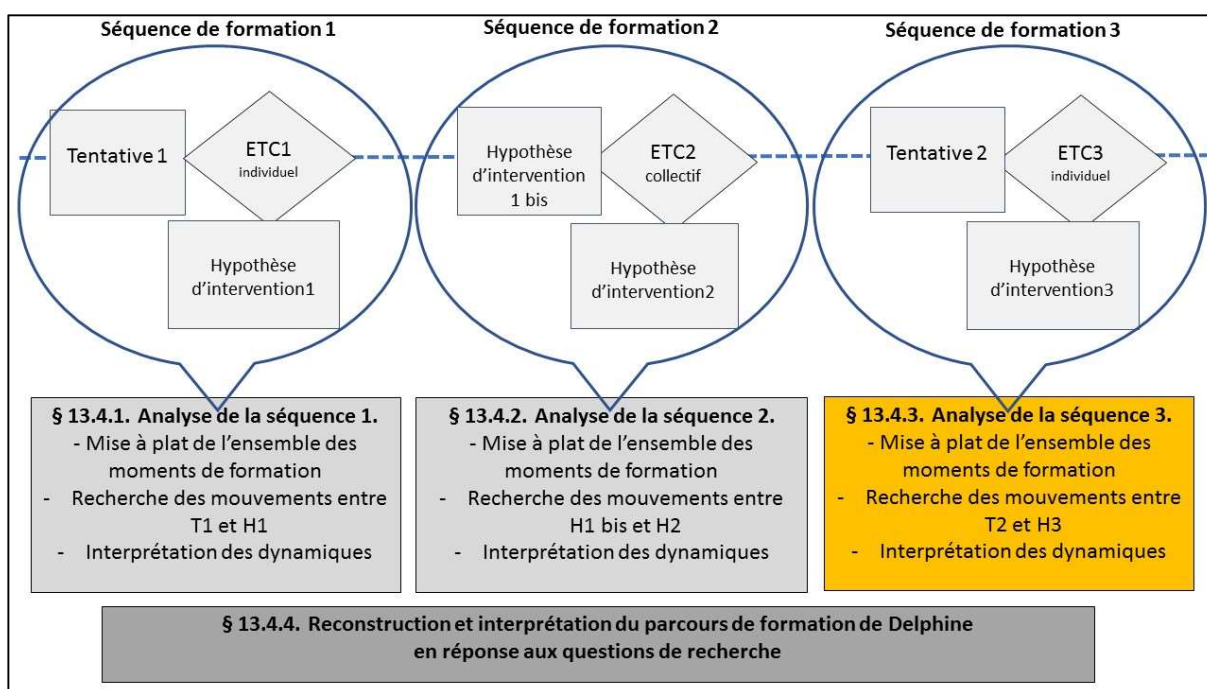 Séquence de formation 1
Tentative 1
ETC1
individuel
Hypothèse
d'intervention1
Séquence de formation 2
Hypothèse
d'intervention
1 bis
ETC2
collectif
Hypothèse
d'intervention2
Séquence de formation 3
Tentative 2
ETC3
individuel
Hypothèse
d'intervention3
§ 13.4.1. Analyse de la séquence 1.
- Mise à plat de l'ensemble des
moments de formation
- Recherche des mouvements entre
T1 et H1
- Interprétation des dynamiques
§ 13.4.2. Analyse de la séquence 2.
- Mise à plat de l'ensemble des
moments de formation
- Recherche des mouvements entre
H1 bis et H2
- Interprétation des dynamiques
§ 13.4.3. Analyse de la séquence 3.
- Mise à plat de l'ensemble des
moments de formation
- Recherche des mouvements entre
T2 et H3
- Interprétation des dynamiques
§ 13.4.4. Reconstruction et interprétation du parcours de formation de Delphine
en réponse aux questions de recherche